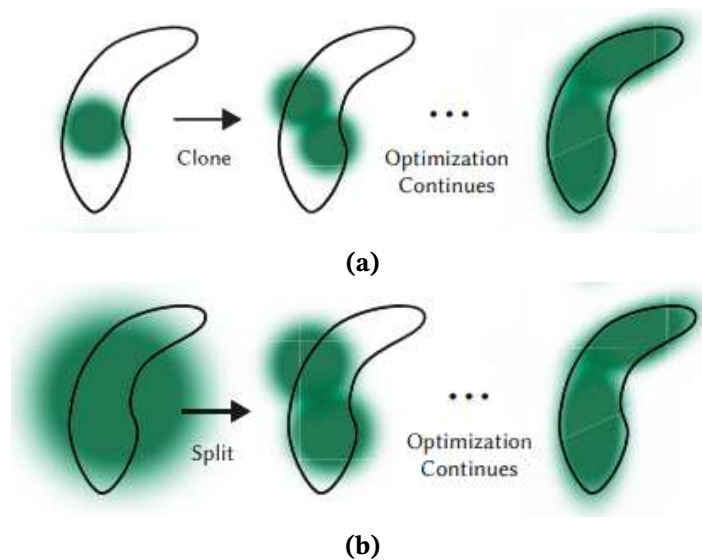 Clone
...
Optimization
Continues
(a)
Split
...
Optimization
Continues
(b)